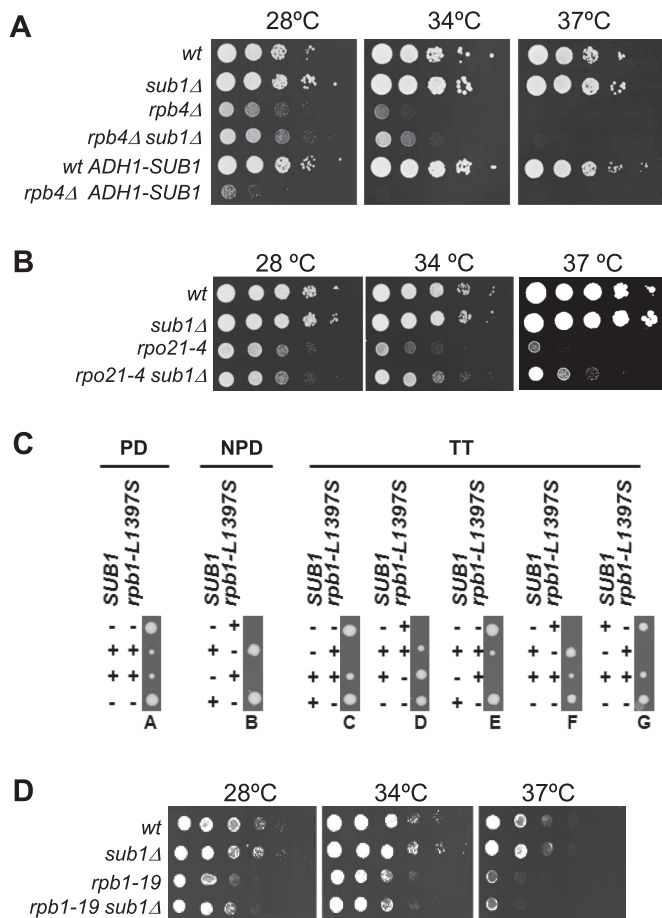 A
28ºC 34ºC 37ºC
wt
sub1Δ
rpb4Δ
rpb4Δ sub1Δ
wt ADH1-SUB1
rpb4Δ ADH1-SUB1
B
28 ºC 34 ºC 37 ºC
wt
sub1Δ
rpo21-4
rpo21-4 sub1Δ
C
PD NPD TT
SUB1 rpb1-L1397S SUB1 rpb1-L1397S SUB1 rpb1-L1397S SUB1 rpb1-L1397S SUB1 rpb1-L1397S SUB1 rpb1-L1397S SUB1 rpb1-L1397S
- - - + - - - + - - - + + -
+ + + - - + + - + + + - - +
+ + - + + + + + - + + + + +
- - + - + - - - + - - - - -
A B C D E F G
D
28ºC 34ºC 37ºC
wt
sub1Δ
rpb1-19
rpb1-19 sub1Δ